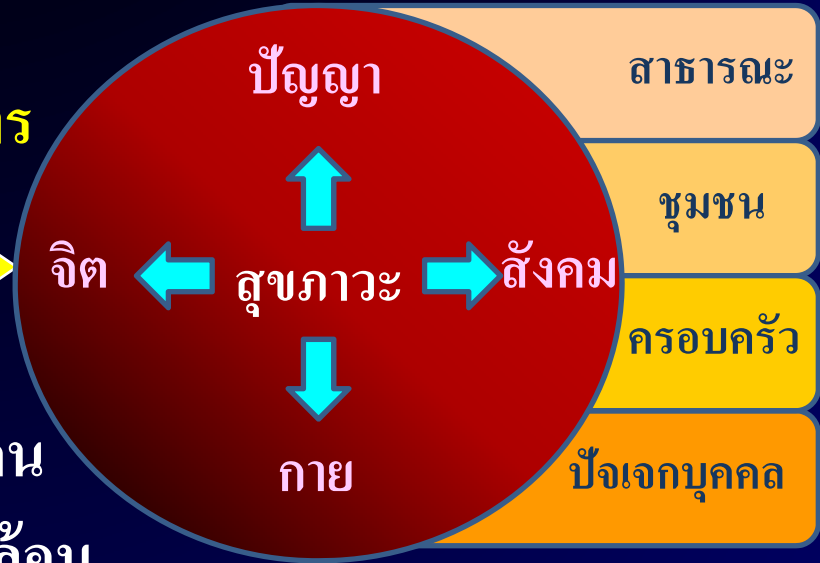 ปัญญา
จิต
สุขภาวะ
สังคม
กาย
สาธารณะ
ชุมชน
ครอบครัว
ปัจเจกบุคคล